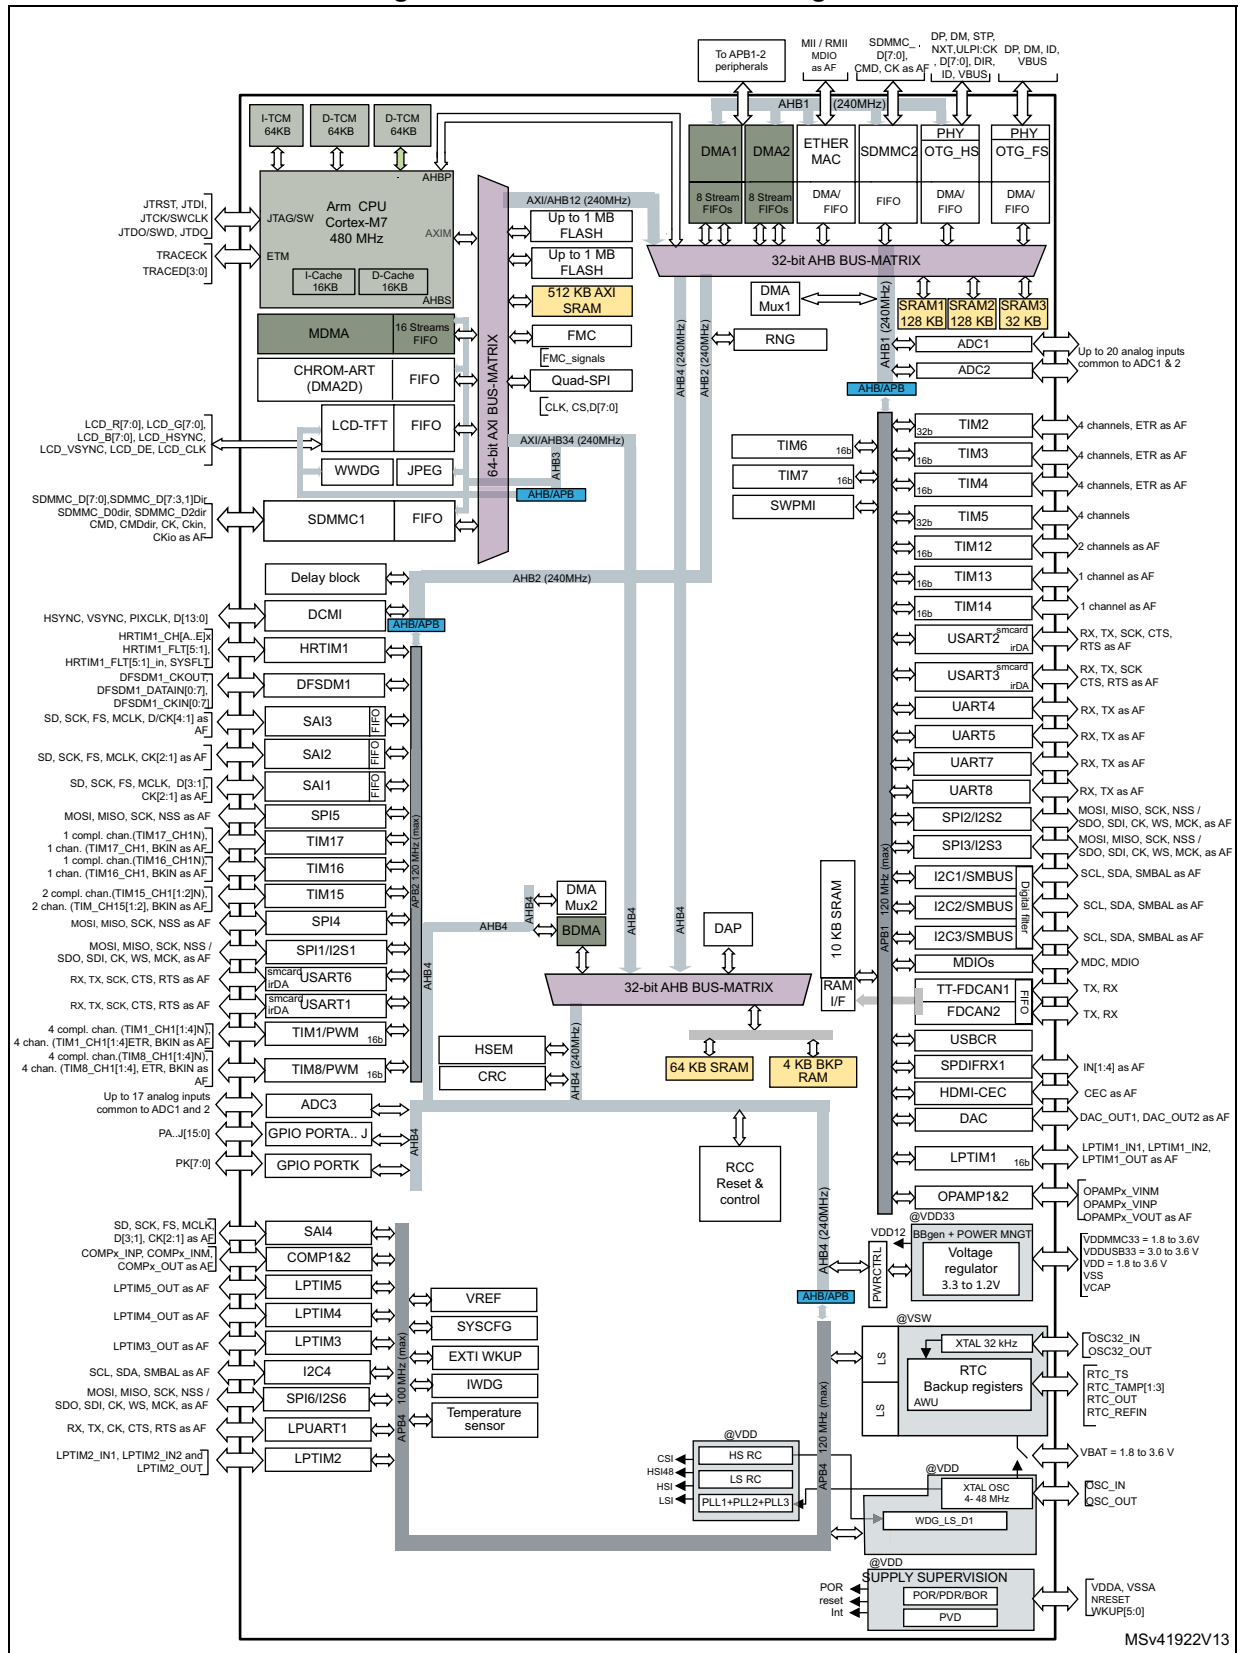 To APB1-2
peripherals
MII / RMII
MDIO
as AF
SDMMC_
D[7:0],
CMD, CK as AF
DP, DM, STP,
NXT,ULPI:CK
, D[7:0], DIR,
ID, VBUS
DP, DM, ID,
VBUS
AHB1 (240MHz)
I-TCM
64KB
D-TCM
64KB
D-TCM
64KB
AHBP
Arm CPU
Cortex-M7
480 MHz
JTAG/SW
ETM
AXIM
I-Cache
16KB
D-Cache
16KB
AHBS
JTRST, JTDI,
JTCK/SWCLK
JTDO/SWD, JTDO
TRACECK
TRACED[3:0]
DMA1
8 Stream
FIFOs
DMA2
8 Stream
FIFOs
ETHER
MAC
DMA/
FIFO
SDMMC2
FIFO
PHY
OTG_HS
DMA/
FIFO
PHY
OTG_FS
DMA/
FIFO
AXI/AHB12 (240MHz)
64-bit AXI BUS-MATRIX
32-bit AHB BUS-MATRIX
Up to 1 MB
FLASH
Up to 1 MB
FLASH
512 KB AXI
SRAM
FMC
FMC_signals
Quad-SPI
CLK, CS,D[7:0]
MDMA
16 Streams
FIFO
CHROM-ART
(DMA2D)
FIFO
LCD-TFT
FIFO
WWDG
JPEG
SDMMC1
FIFO
LCD_R[7:0], LCD_G[7:0],
LCD_B[7:0], LCD_HSYNC,
LCD_VSYNC, LCD_DE, LCD_CLK
SDMMC_D[7:0],SDMMC_D[7:3,1]Dir
SDMMC_D0dir, SDMMC_D2dir
CMD, CMDdir, CK, Ckin,
CKio as AF
AXI/AHB34 (240MHz)
AHB3
AHB/APB
AHB4 (240MHz)
AHB2 (240MHz)
DMA
Mux1
RNG
AHB1 (240MHz)
SRAM1
128 KB
SRAM2
128 KB
SRAM3
32 KB
ADC1
ADC2
Up to 20 analog inputs
common to ADC1 & 2
AHB/APB
TIM6
16b
TIM7
16b
SWPMI
TIM2
32b
4 channels, ETR as AF
TIM3
16b
4 channels, ETR as AF
TIM4
16b
4 channels, ETR as AF
TIM5
32b
4 channels
TIM12
16b
2 channels as AF
TIM13
16b
1 channel as AF
TIM14
16b
1 channel as AF
USART2
smcard
irDA
RX, TX, SCK, CTS,
RTS as AF
USART3
smcard
irDA
RX, TX, SCK
CTS, RTS as AF
UART4
RX, TX as AF
UART5
RX, TX as AF
UART7
RX, TX as AF
UART8
RX, TX as AF
SPI2/I2S2
MOSI, MISO, SCK, NSS /
SDO, SDI, CK, WS, MCK, as AF
SPI3/I2S3
MOSI, MISO, SCK, NSS /
SDO, SDI, CK, WS, MCK, as AF
I2C1/SMBUS
SCL, SDA, SMBAL as AF
I2C2/SMBUS
SCL, SDA, SMBAL as AF
I2C3/SMBUS
SCL, SDA, SMBAL as AF
Digital filter
MDIOs
MDC, MDIO
TT-FDCAN1
TX, RX
FDCAN2
TX, RX
FIFO
USBCR
SPDIFRX1
IN[1:4] as AF
HDMI-CEC
CEC as AF
DAC
DAC_OUT1, DAC_OUT2 as AF
LPTIM1
16b
LPTIM1_IN1, LPTIM1_IN2,
LPTIM1_OUT as AF
OPAMP1&2
OPAMPx_VINM
OPAMPx_VINP
OPAMPx_VOUT as AF
APB1 120 MHz (max)
10 KB SRAM
RAM
I/F
Delay block
AHB2 (240MHz)
DCMI
HSYNC, VSYNC, PIXCLK, D[13:0]
AHB/APB
HRTIM1
HRTIM1_CH[A..E]x
HRTIM1_FLT[5:1],
HRTIM1_FLT[5:1]_in, SYSFLT
DFSDM1
DFSDM1_CKOUT,
DFSDM1_DATAIN[0:7],
DFSDM1_CKIN[0:7]
SAI3
FIFO
SD, SCK, FS, MCLK, D/CK[4:1] as
AF
SAI2
FIFO
SD, SCK, FS, MCLK, CK[2:1] as AF
SAI1
FIFO
SD, SCK, FS, MCLK, D[3:1],
CK[2:1] as AF
SPI5
MOSI, MISO, SCK, NSS as AF
TIM17
1 compl. chan.(TIM17_CH1N),
1 chan. (TIM17_CH1, BKIN as AF
TIM16
1 compl. chan.(TIM16_CH1N),
1 chan. (TIM16_CH1, BKIN as AF
TIM15
2 compl. chan.(TIM15_CH1[1:2]N),
2 chan. (TIM_CH15[1:2], BKIN as AF
SPI4
MOSI, MISO, SCK, NSS as AF
SPI1/I2S1
MOSI, MISO, SCK, NSS /
SDO, SDI, CK, WS, MCK, as AF
smcard
irDA
USART6
RX, TX, SCK, CTS, RTS as AF
smcard
irDA
USART1
RX, TX, SCK, CTS, RTS as AF
TIM1/PWM
16b
4 compl. chan. (TIM1_CH1[1:4]N),
4 chan. (TIM1_CH1[1:4]ETR, BKIN as AF
TIM8/PWM
16b
4 compl. chan.(TIM8_CH1[1:4]N),
4 chan. (TIM8_CH1[1:4], ETR, BKIN as
AF
APB2 120 MHz (max)
ADC3
Up to 17 analog inputs
common to ADC1 and 2
GPIO PORTA.. J
PA..J[15:0]
GPIO PORTK
PK[7:0]
AHB4
AHB4
AHB4
AHB4
DMA
Mux2
BDMA
AHB4
AHB4
DAP
32-bit AHB BUS-MATRIX
HSEM
CRC
AHB4 (240MHz)
64 KB SRAM
4 KB BKP
RAM
RCC
Reset &
control
AHB4 (240MHz)
AHB/APB
@VDD33
VDD12
BBgen + POWER MNGT
Voltage
regulator
3.3 to 1.2V
PWRCTRL
VDDMMC33 = 1.8 to 3.6V
VDDUSB33 = 3.0 to 3.6 V
VDD = 1.8 to 3.6 V
VSS
VCAP
SAI4
SD, SCK, FS, MCLK,
D[3;1], CK[2:1] as AF
COMP1&2
COMPx_INP, COMPx_INM,
COMPx_OUT as AF
LPTIM5
LPTIM5_OUT as AF
LPTIM4
LPTIM4_OUT as AF
LPTIM3
LPTIM3_OUT as AF
I2C4
SCL, SDA, SMBAL as AF
SPI6/I2S6
MOSI, MISO, SCK, NSS /
SDO, SDI, CK, WS, MCK, as AF
LPUART1
RX, TX, CK, CTS, RTS as AF
LPTIM2
LPTIM2_IN1, LPTIM2_IN2 and
LPTIM2_OUT
APB4 100 MHz (max)
VREF
SYSCFG
EXTI WKUP
IWDG
Temperature
sensor
@VSW
LS
LS
XTAL 32 kHz
RTC
Backup registers
AWU
OSC32_IN
OSC32_OUT
RTC_TS
RTC_TAMP[1:3]
RTC_OUT
RTC_REFIN
VBAT = 1.8 to 3.6 V
APB4 120 MHz (max)
@VDD
HS RC
LS RC
PLL1+PLL2+PLL3
CSI
HSI48
HSI
LSI
@VDD
XTAL OSC
4- 48 MHz
WDG_LS_D1
OSC_IN
OSC_OUT
@VDD
SUPPLY SUPERVISION
POR/PDR/BOR
PVD
POR
reset
Int
VDDA, VSSA
NRESET
WKUP[5:0]
MSv41922V13